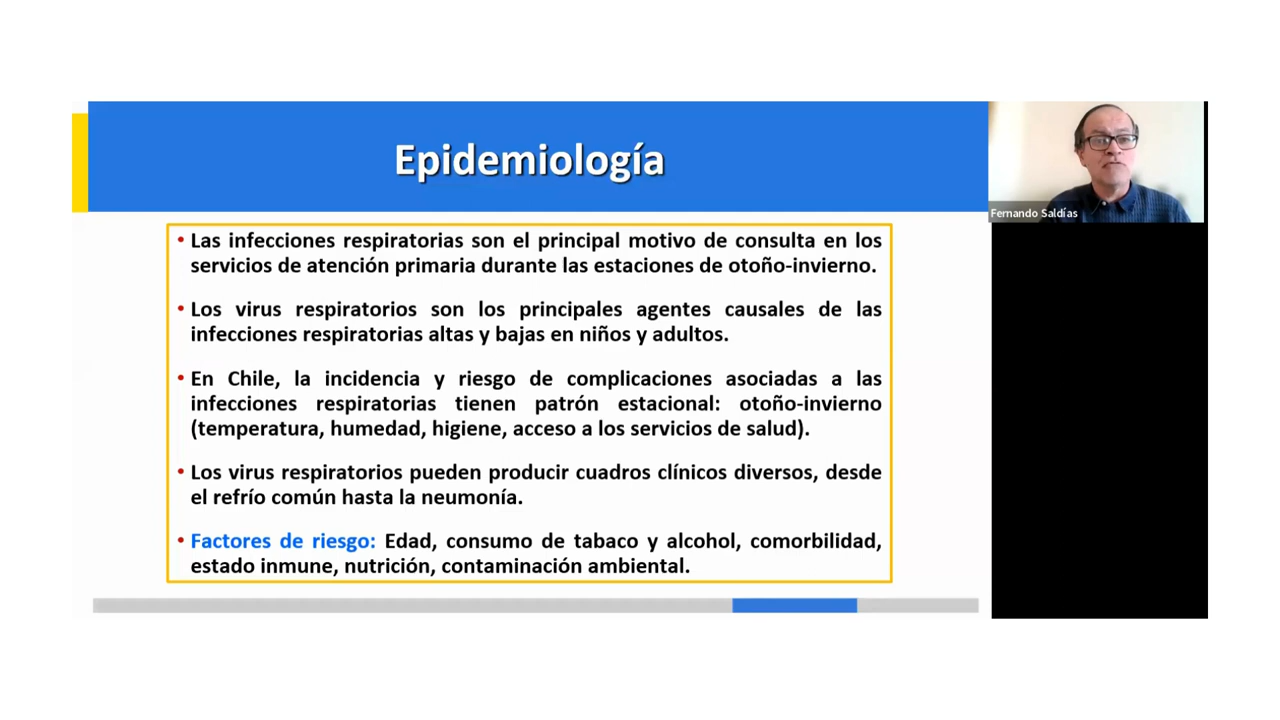 Epidemiología
Fernando Saldías
• Las infecciones respiratorias son el principal motivo de consulta en los
servicios de atención primaria durante las estaciones de otoño-invierno.
• Los virus respiratorios son los principales agentes causales de las
infecciones respiratorias altas y bajas en niños y adultos.
• En Chile, la incidencia y riesgo de complicaciones asociadas a las
infecciones respiratorias tienen patrón estacional: otoño-invierno
(temperatura, humedad, higiene, acceso a los servicios de salud).
• Los virus respiratorios pueden producir cuadros clínicos diversos, desde
el refrío común hasta la neumonía.
• Factores de riesgo: Edad, consumo de tabaco y alcohol, comorbilidad,
estado inmune, nutrición, contaminación ambiental.